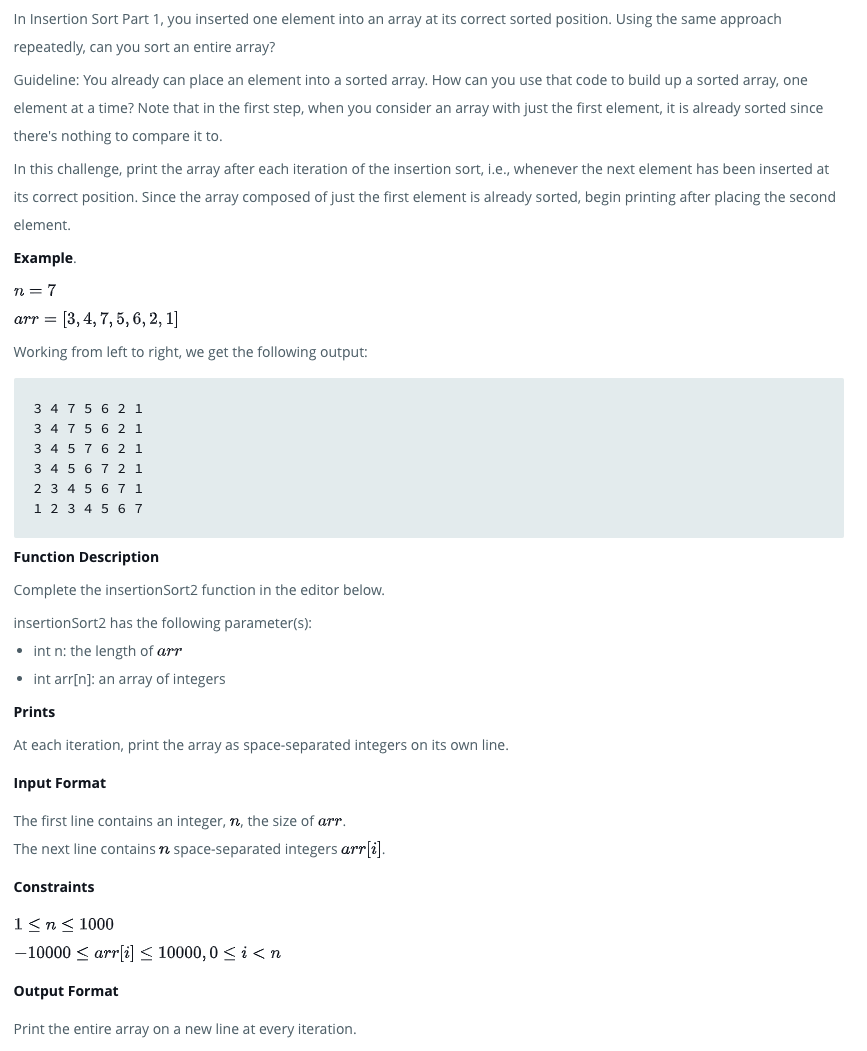 In Insertion Sort Part 1, you inserted one element into an array at its correct sorted position. Using the same approach
repeatedly, can you sort an entire array?
Guideline: You already can place an element into a sorted array. How can you use that code to build up a sorted array, one
element at a time? Note that in the first step, when you consider an array with just the first element, it is already sorted since
there's nothing to compare it to.
In this challenge, print the array after each iteration of the insertion sort, i.e., whenever the next element has been inserted at
its correct position. Since the array composed of just the first element is already sorted, begin printing after placing the second
element.
Example.
n = 7
arr = [3, 4, 7, 5, 6, 2, 1]
Working from left to right, we get the following output:
3 4 7 5 6 2 1
3 4 7 5 6 2 1
3 4 5 7 6 2 1
3 4 5 6 7 2 1
2 3 4 5 6 7 1
1 2 3 4 5 6 7
Function Description
Complete the insertionSort2 function in the editor below.
insertionSort2 has the following parameter(s):
• int n: the length of arr
• int arr[n]: an array of integers
Prints
At each iteration, print the array as space-separated integers on its own line.
Input Format
The first line contains an integer, n, the size of arr.
The next line contains n space-separated integers arr[i].
Constraints
1 ≤ n ≤ 1000
−10000 ≤ arr[i] ≤ 10000, 0 ≤ i < n
Output Format
Print the entire array on a new line at every iteration.